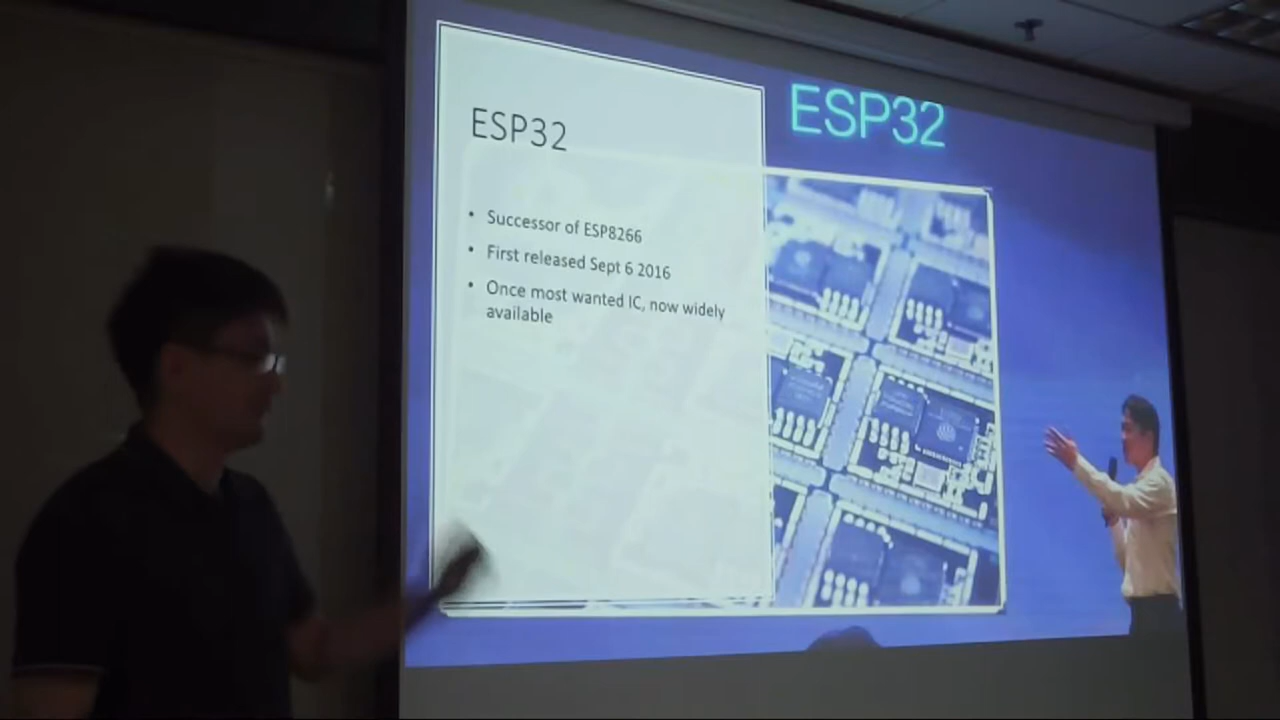 ESP32
• Successor of ESP8266
• First released Sept 6 2016
• Once most wanted IC, now widely
available
ESP32